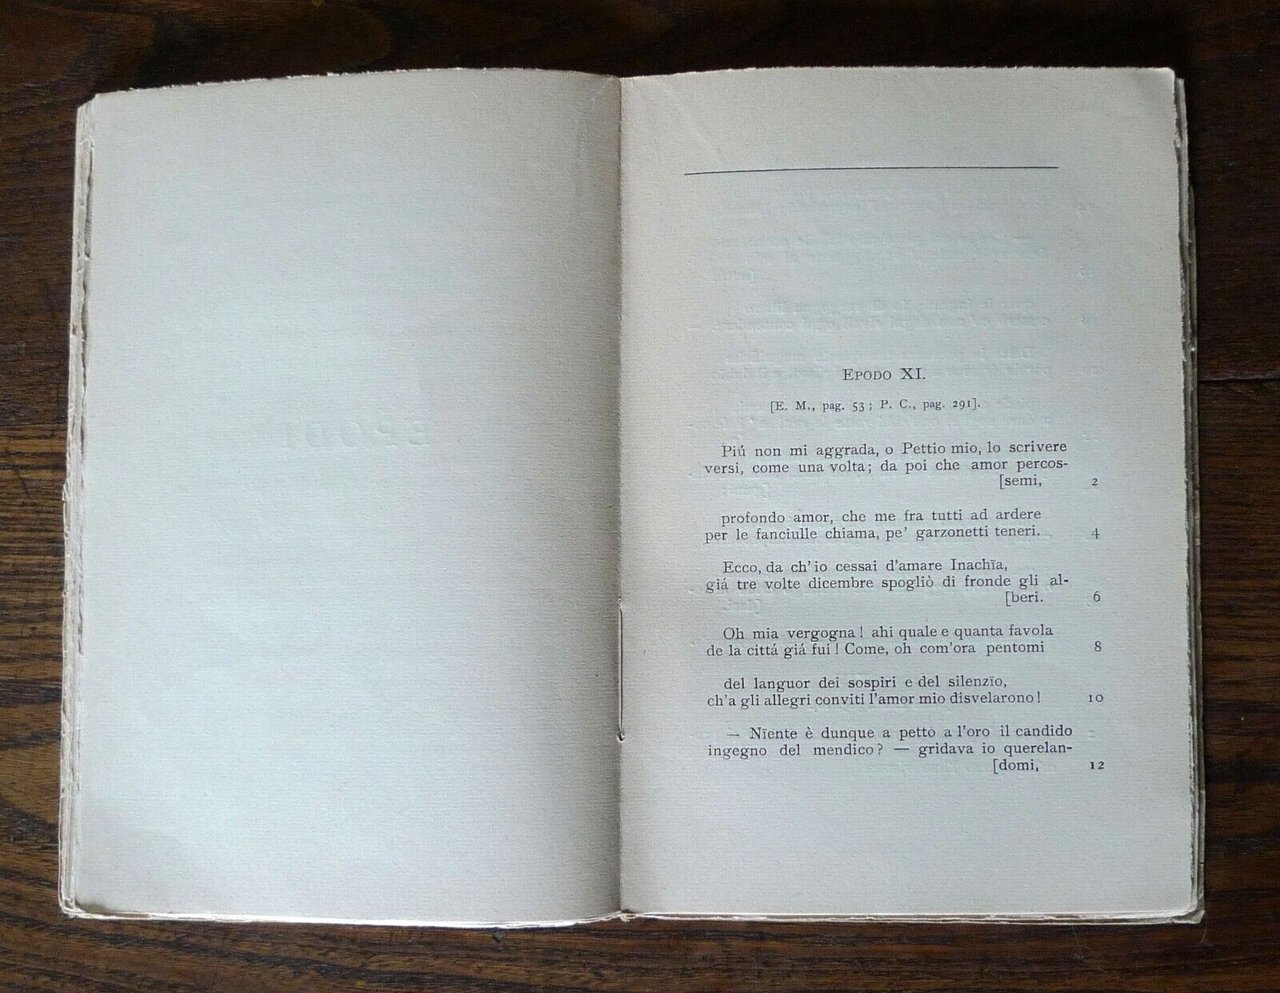 EPODO XI.
[E. M., pag. 53 ; P. C., pag. 291].
Piú non mi aggrada, o Pettio mio, lo scrivere
versi, come una volta ; da poi che amor percos-
[semi, 2
profondo amor, che me fra tutti ad ardere
per le fanciulle chiama, pe' garzonetti teneri. 4
Ecco, da ch'io cessai d'amare Inachïa,
giá tre volte dicembre spogliò di fronde gli al-
[beri. 6
Oh mia vergogna ! ahi quale e quanta favola
de la cittá giá fui ! Come, oh com'ora pentomi 8
del languor dei sospiri e del silenzïo,
ch'a gli allegri conviti l'amor mio disvelarono ! 10
— Nïente è dunque a petto a l'oro il candido
ingegno del mendico ? — gridava io querelan-
[domi, 12